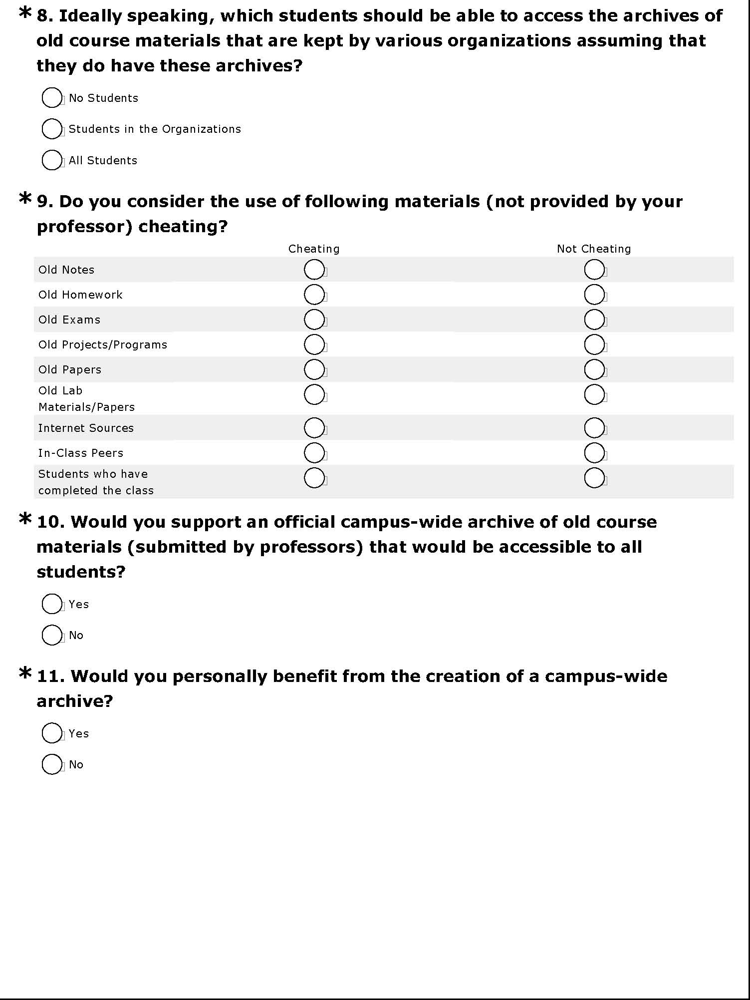 * 8. Ideally speaking, which students should be able to access the archives of
old course materials that are kept by various organizations assuming that
they do have these archives?
No Students
Students in the Organizations
All Students
* 9. Do you consider the use of following materials (not provided by your
professor) cheating?
Cheating Not Cheating
Old Notes
Old Homework
Old Exams
Old Projects/Programs
Old Papers
Old Lab
Materials/Papers
Internet Sources
In-Class Peers
Students who have
completed the class
* 10. Would you support an official campus-wide archive of old course
materials (submitted by professors) that would be accessible to all
students?
Yes
No
* 11. Would you personally benefit from the creation of a campus-wide
archive?
Yes
No